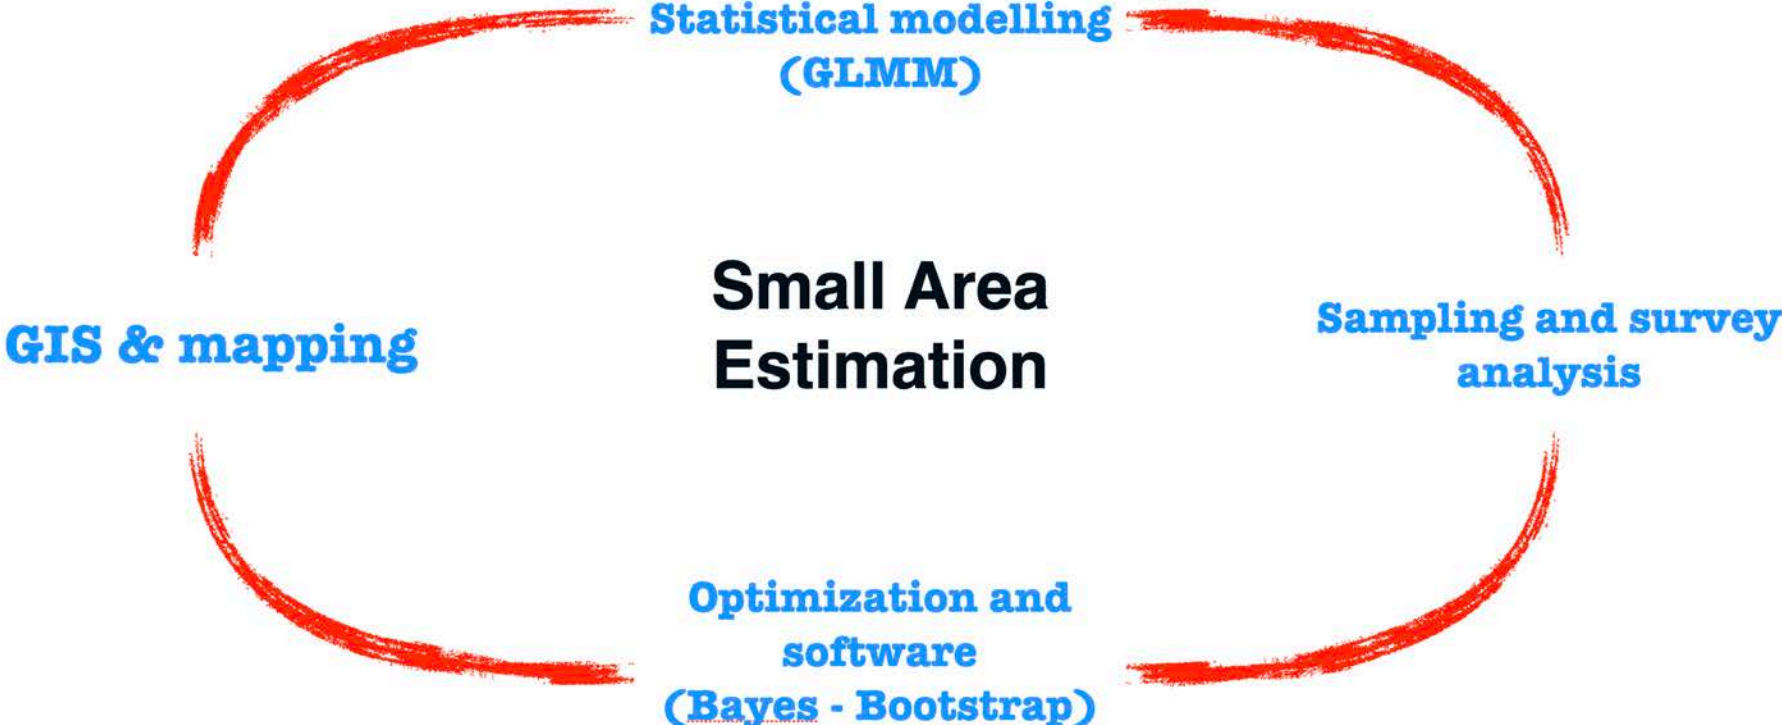 Statistical modelling
(GLMM)
Small Area
Estimation
GIS & mapping
Sampling and survey
analysis
Optimization and
software
(Bayes - Bootstrap)